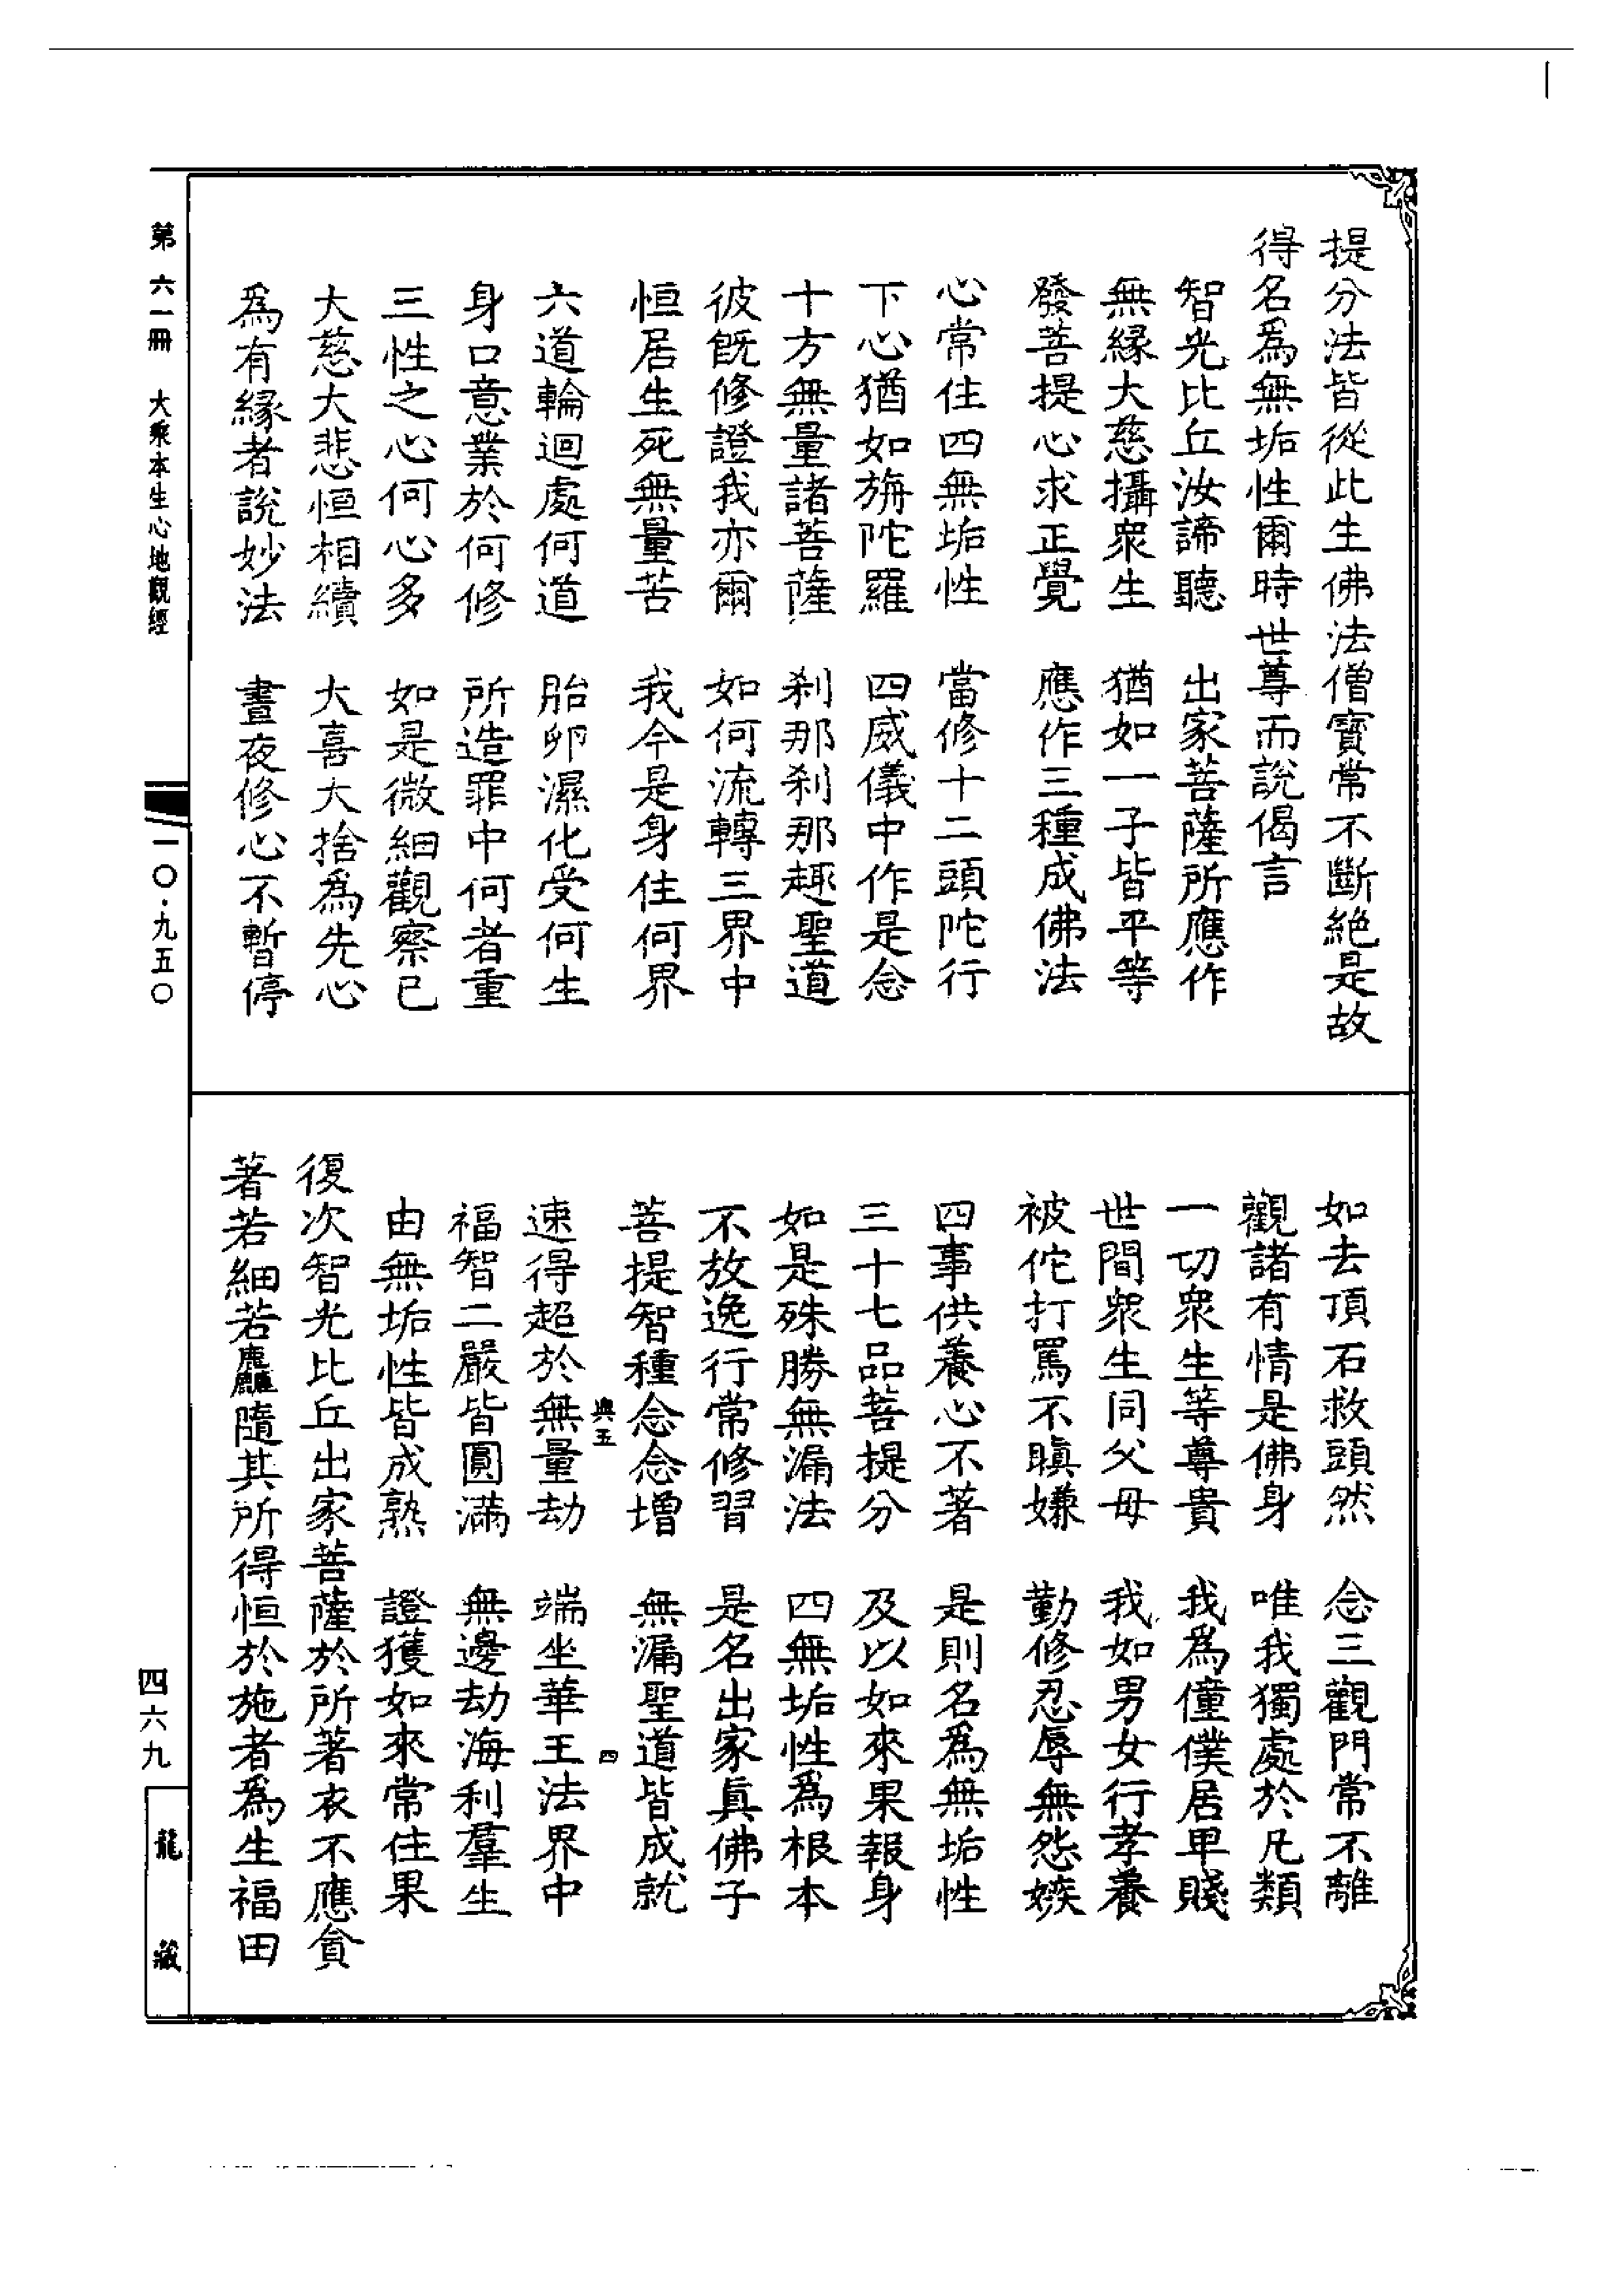 提分法皆從此生佛法僧寶常不斷絕是故
得名為無垢性爾時世尊而說偈言
智光比丘汝諦聽　出家菩薩所應作
無緣大慈攝衆生　猶如一子皆平等
發菩提心求正覺　應作三種成佛法
心常住四無垢性　當修十二頭陀行
下心猶如旃陀羅　四威儀中作是念
十方無量諸菩薩　剎那剎那趣聖道
彼既修證我亦爾　如何流轉三界中
恒居生死無量苦　我今是身住何界
六道輪迴處何道　胎卵濕化受何生
身口意業於何修　所造罪中何者重
三性之心何心多　如是微細觀察已
大慈大悲恒相續　大喜大捨為先心
為有緣者說妙法　晝夜修心不暫停
如去頂石救頭然　念三觀門常不離
觀諸有情是佛身　唯我獨處於凡類
一切衆生等尊貴　我為僮僕居卑賤
世間衆生同父母　我如男女行孝養
被佗打罵不瞋嫌　勤修忍辱無怨嫉
四事供養心不著　是則名為無垢性
三十七品菩提分　及以如來果報身
如是殊勝無漏法　四無垢性為根本
不放逸行常修習　是名出家真佛子
菩提智種念念增　無漏聖道皆成就
速得超於無量劫　端坐華王法界中
福智二嚴皆圓滿　無邊劫海利羣生
由無垢性皆成熟　證獲如來常住果
復次智光比丘出家菩薩於所著衣不應貪
著若細若麤隨其所得恒於施者為生福田
輿五
四
第六一冊　大乘本生心地觀經
一〇·九五〇
四六九
龍藏